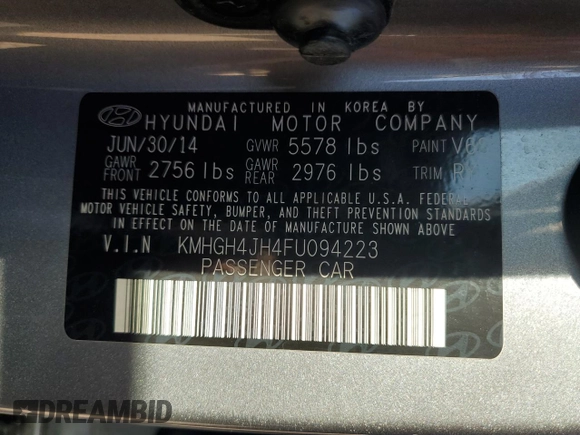 MANUFACTURED IN KOREA BY
HYUNDAI MOTOR COMPANY
JUN/30/14 GVWR 5578 lbs PAINT
GAWR FRONT 2756 lbs GAWR REAR 2976 lbs TRIM
THIS VEHICLE CONFORMS TO ALL APPLICABLE U.S.A. FEDERAL
MOTOR VEHICLE SAFETY, BUMPER, AND THEFT PREVENTION STANDARDS
IN EFFECT ON THE DATE OF MANUFACTURE SHOWN ABOVE
V.I.N KMHGH4JH4FU094223
PASSENGER CAR
DREAMBID